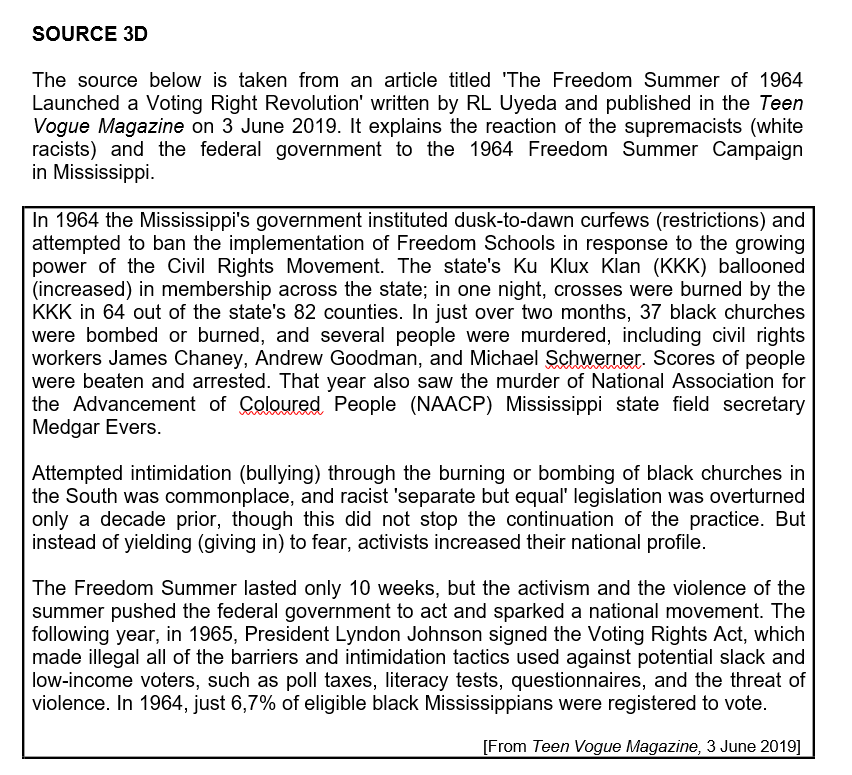 SOURCE 3D
The source below is taken from an article titled 'The Freedom Summer of 1964
Launched a Voting Right Revolution' written by RL Uyeda and published in the Teen
Vogue Magazine on 3 June 2019. It explains the reaction of the supremacists (white
racists) and the federal government to the 1964 Freedom Summer Campaign
in Mississippi.
In 1964 the Mississippi's government instituted dusk-to-dawn curfews (restrictions) and
attempted to ban the implementation of Freedom Schools in response to the growing
power of the Civil Rights Movement. The state's Ku Klux Klan (KKK) ballooned
(increased) in membership across the state; in one night, crosses were burned by the
KKK in 64 out of the state's 82 counties. In just over two months, 37 black churches
were bombed or burned, and several people were murdered, including civil rights
workers James Chaney, Andrew Goodman, and Michael Schwerner. Scores of people
were beaten and arrested. That year also saw the murder of National Association for
the Advancement of Coloured People (NAACP) Mississippi state field secretary
Medgar Evers.
Attempted intimidation (bullying) through the burning or bombing of black churches in
the South was commonplace, and racist 'separate but equal' legislation was overturned
only a decade prior, though this did not stop the continuation of the practice. But
instead of yielding (giving in) to fear, activists increased their national profile.
The Freedom Summer lasted only 10 weeks, but the activism and the violence of the
summer pushed the federal government to act and sparked a national movement. The
following year, in 1965, President Lyndon Johnson signed the Voting Rights Act, which
made illegal all of the barriers and intimidation tactics used against potential slack and
low-income voters, such as poll taxes, literacy tests, questionnaires, and the threat of
violence. In 1964, just 6,7% of eligible black Mississippians were registered to vote.
[From Teen Vogue Magazine, 3 June 2019]